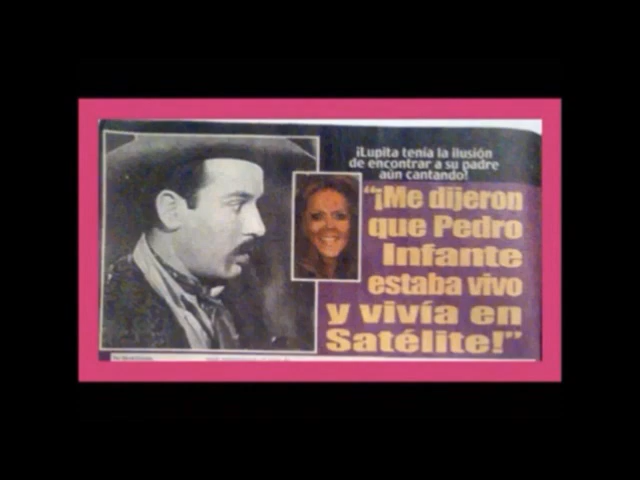 ¡Lupita tenía la ilusión
de encontrar a su padre
aún cantando!
“¡Me dijeron
que Pedro
Infante
estaba vivo
y vivía en
Satélite!”